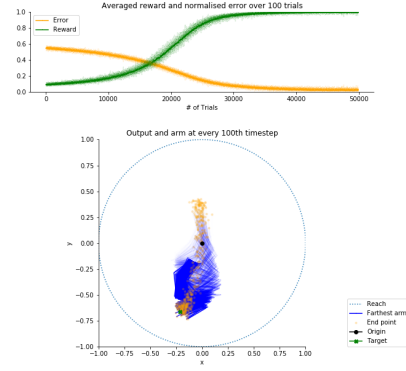 Averaged reward and normalised error over 100 trials
1.0
0.8
0.6
0.4
0.2
0.0
Error
Reward
0
10000
20000
30000
40000
50000
# of Trials
Output and arm at every 100th timestep
1.00
0.75
0.50
0.25
0.00
−0.25
−0.50
−0.75
−1.00
y
−1.00
−0.75
−0.50
−0.25
0.00
0.25
0.50
0.75
1.00
x
Reach
Farthest arm
End point
Origin
Target